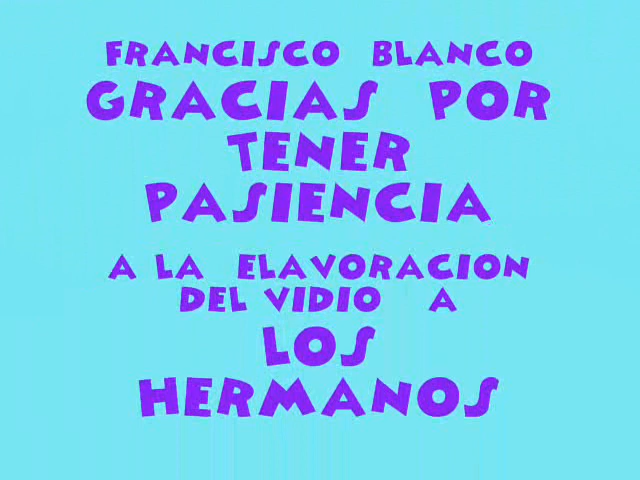 FRANCISCO BLANCO
GRACIAS POR
TENER
PASIENCIA
A LA ELAVORACION
DEL VIDIO A
LOS
HERMANOS